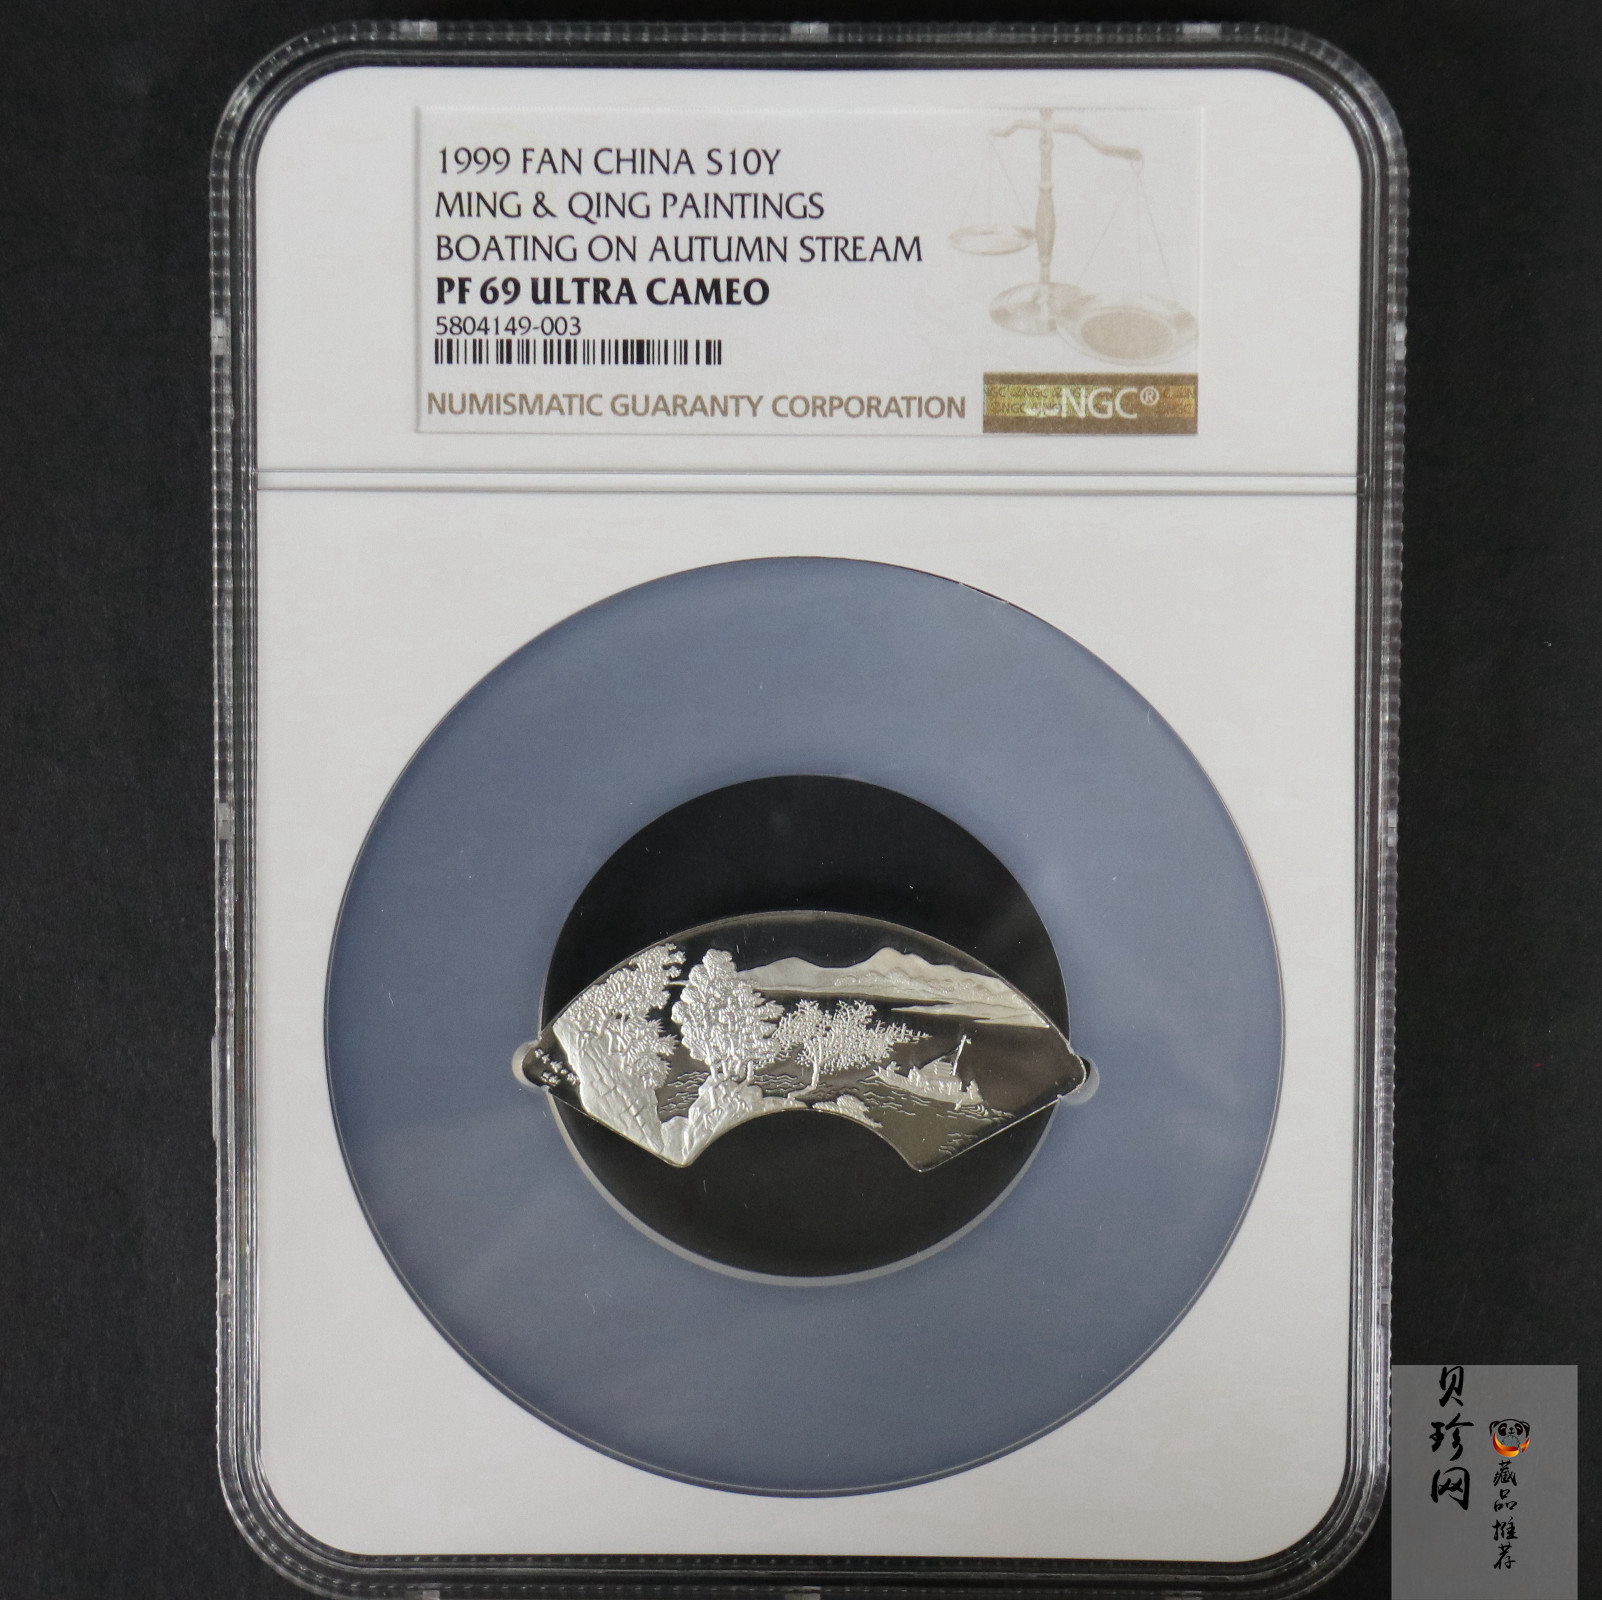 1999 FAN CHINA S10Y
MING & QING PAINTINGS
BOATING ON AUTUMN STREAM
PF 69 ULTRA CAMEO
5804149-003
NUMISMATIC GUARANTY CORPORATION
NGC®
贝珍网
藏品推荐